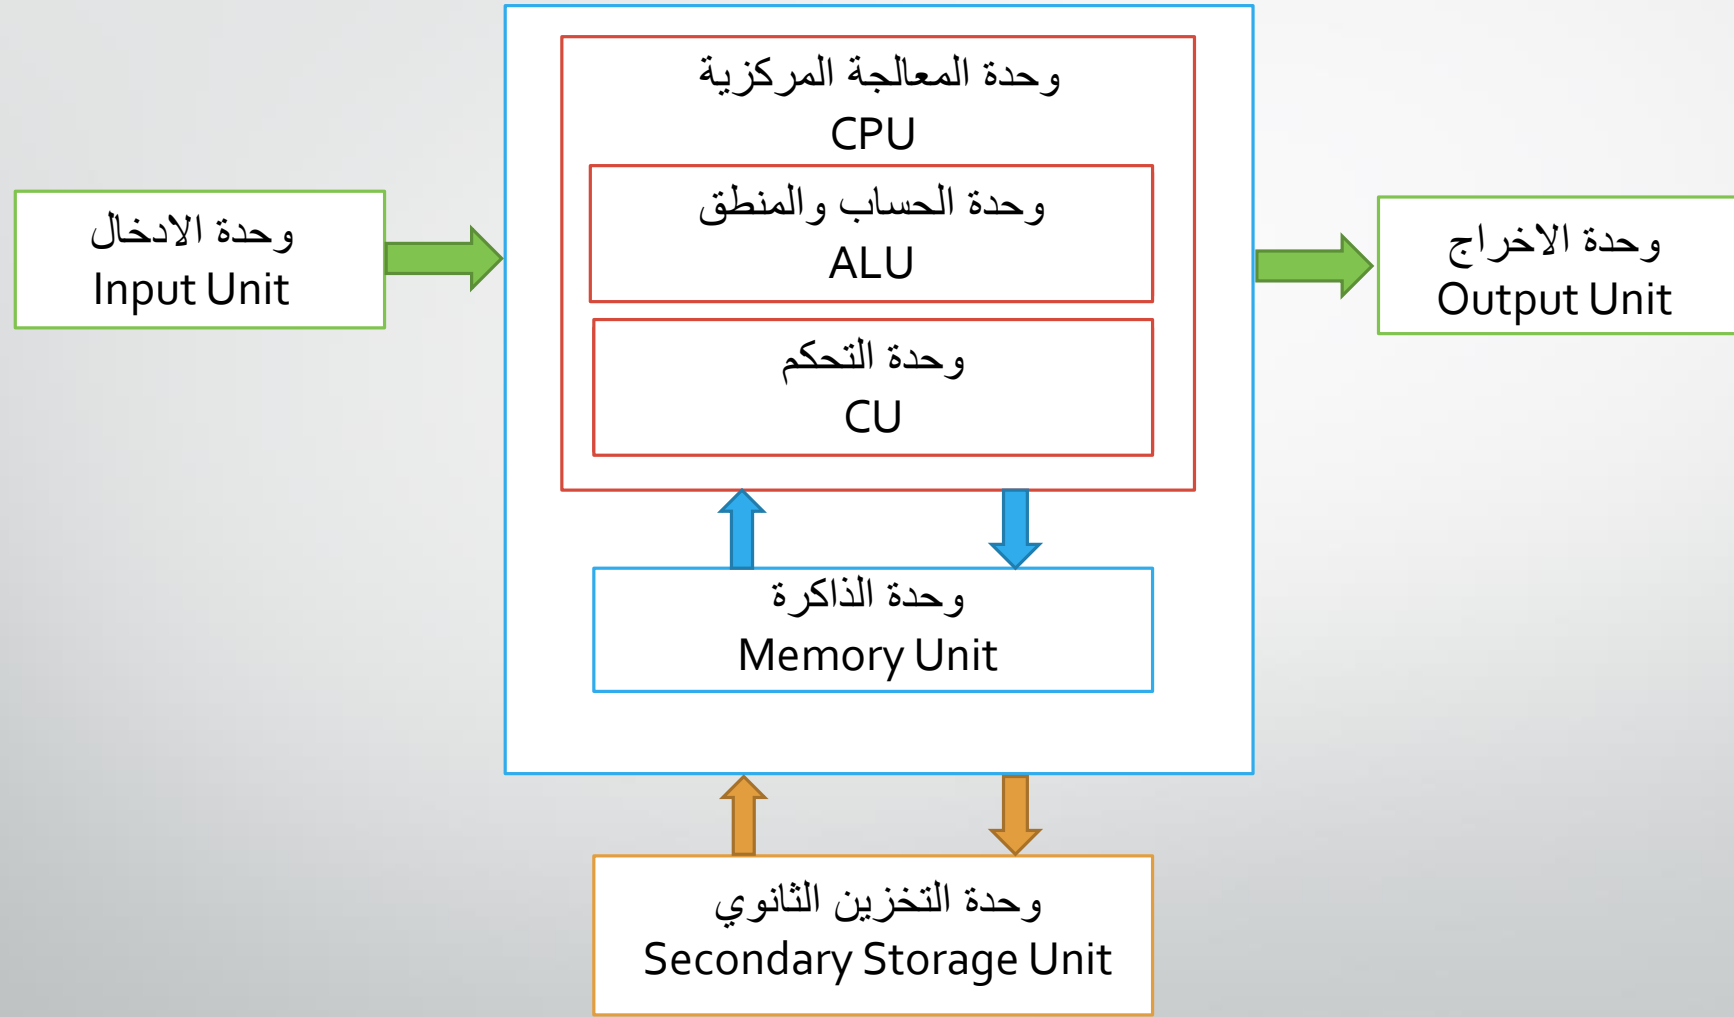 وحدة المعالجة المركزية
CPU
وحدة الحساب والمنطق
ALU
وحدة التحكم
CU
وحدة الادخال
Input Unit
وحدة الاخراج
Output Unit
وحدة الذاكرة
Memory Unit
وحدة التخزين الثانوي
Secondary Storage Unit